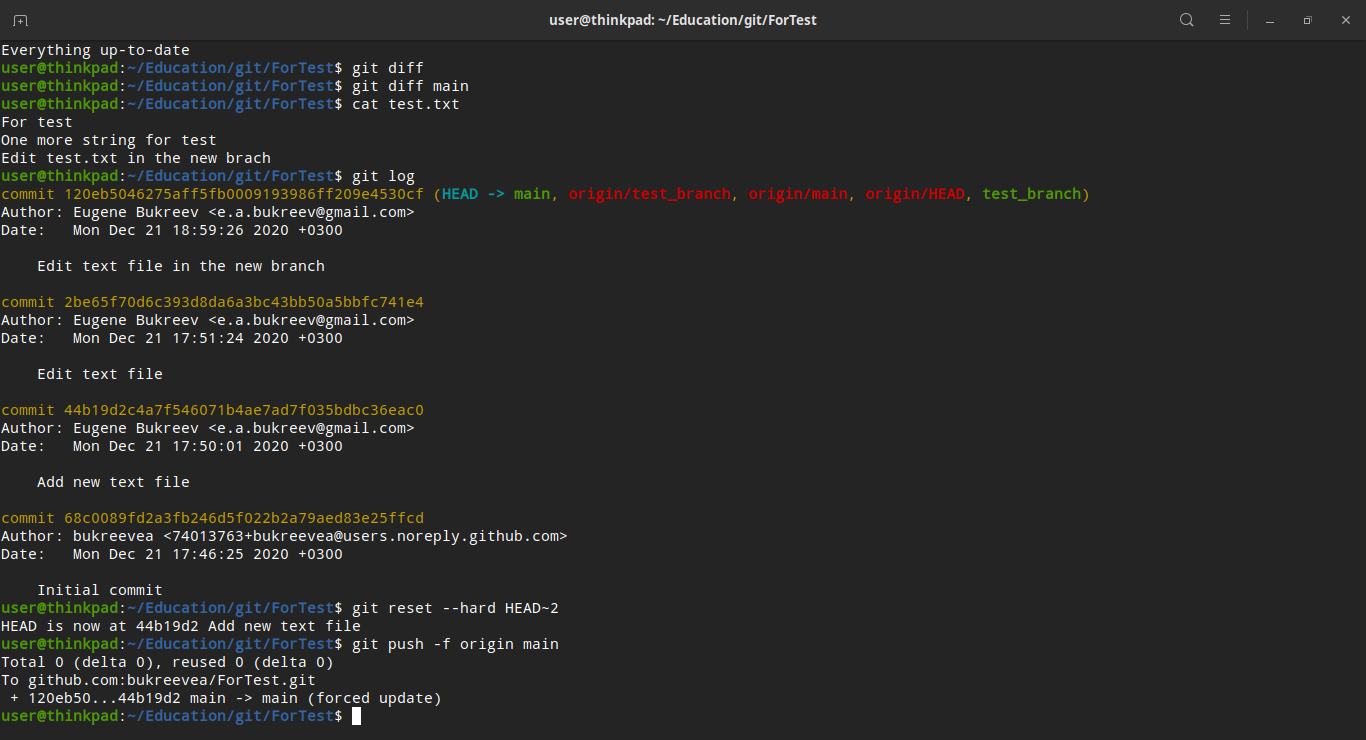 user@thinkpad: ~/Education/git/ForTest
Everything up-to-date
user@thinkpad:~/Education/git/ForTest$ git diff
user@thinkpad:~/Education/git/ForTest$ git diff main
user@thinkpad:~/Education/git/ForTest$ cat test.txt
For test
One more string for test
Edit test.txt in the new brach
user@thinkpad:~/Education/git/ForTest$ git log
commit 120eb5046275aff5fb0009193986ff209e4530cf (HEAD -> main, origin/test_branch, origin/main, origin/HEAD, test_branch)
Author: Eugene Bukreev <e.a.bukreev@gmail.com>
Date:   Mon Dec 21 18:59:26 2020 +0300
    Edit text file in the new branch
commit 2be65f70d6c393d8da6a3bc43bb50a5bbfc741e4
Author: Eugene Bukreev <e.a.bukreev@gmail.com>
Date:   Mon Dec 21 17:51:24 2020 +0300
    Edit text file
commit 44b19d2c4a7f546071b4ae7ad7f035bdbc36eac0
Author: Eugene Bukreev <e.a.bukreev@gmail.com>
Date:   Mon Dec 21 17:50:01 2020 +0300
    Add new text file
commit 68c0089fd2a3fb246d5f022b2a79aed83e25ffcd
Author: bukreevea <74013763+bukreevea@users.noreply.github.com>
Date:   Mon Dec 21 17:46:25 2020 +0300
    Initial commit
user@thinkpad:~/Education/git/ForTest$ git reset --hard HEAD~2
HEAD is now at 44b19d2 Add new text file
user@thinkpad:~/Education/git/ForTest$ git push -f origin main
Total 0 (delta 0), reused 0 (delta 0)
To github.com:bukreevea/ForTest.git
 + 120eb50...44b19d2 main -> main (forced update)
user@thinkpad:~/Education/git/ForTest$